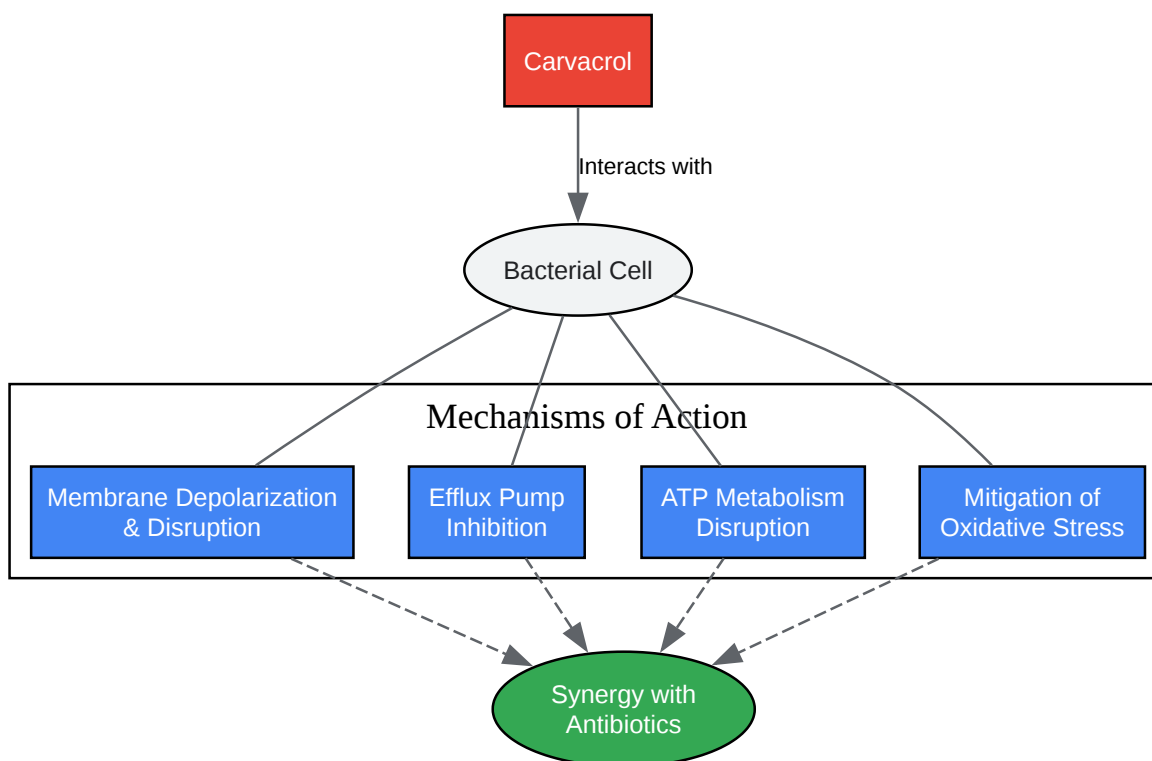 Carvacrol
Interacts with
Bacterial Cell
Mechanisms of Action
Membrane Depolarization
& Disruption
Efflux Pump
Inhibition
ATP Metabolism
Disruption
Mitigation of
Oxidative Stress
Synergy with
Antibiotics